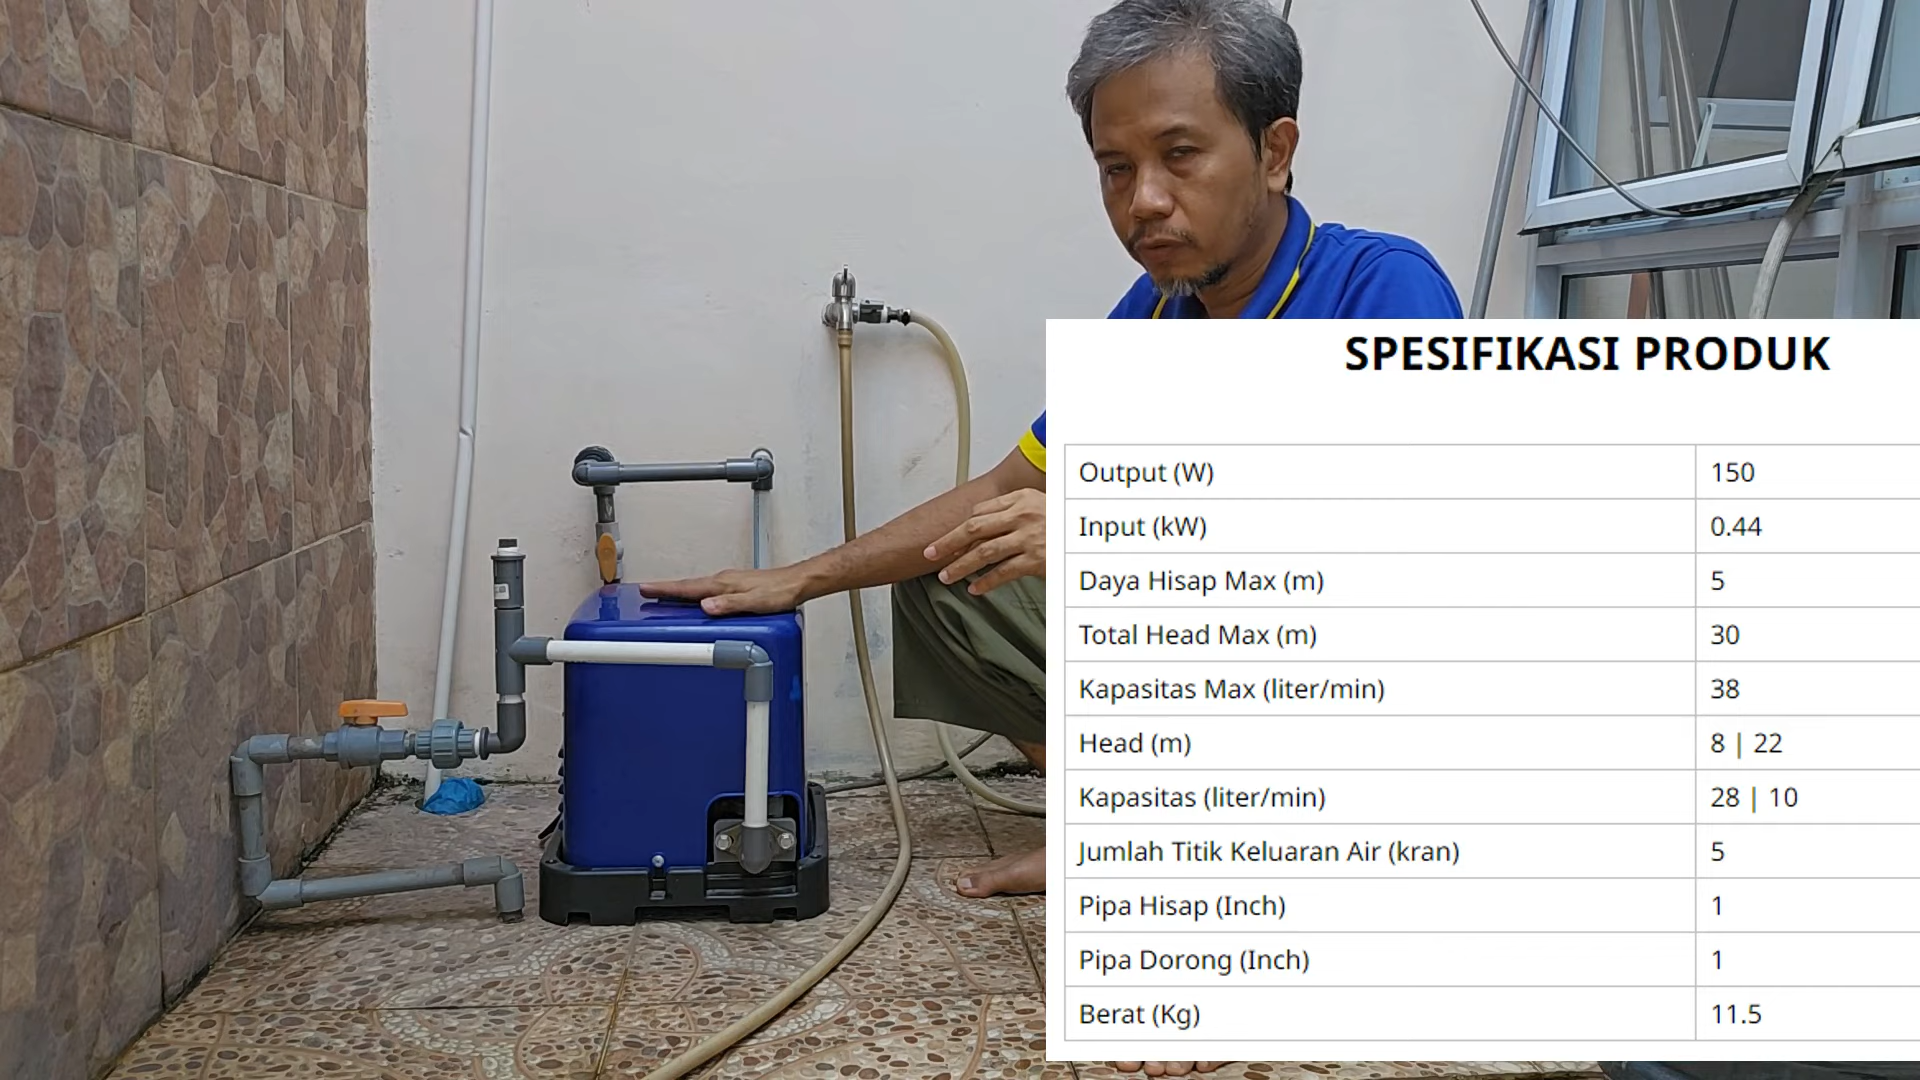 SPESIFIKASI PRODUK
Output (W) 150
Input (kW) 0.44
Daya Hisap Max (m) 5
Total Head Max (m) 30
Kapasitas Max (liter/min) 38
Head (m) 8 | 22
Kapasitas (liter/min) 28 | 10
Jumlah Titik Keluaran Air (kran) 5
Pipa Hisap (Inch) 1
Pipa Dorong (Inch) 1
Berat (Kg) 11.5